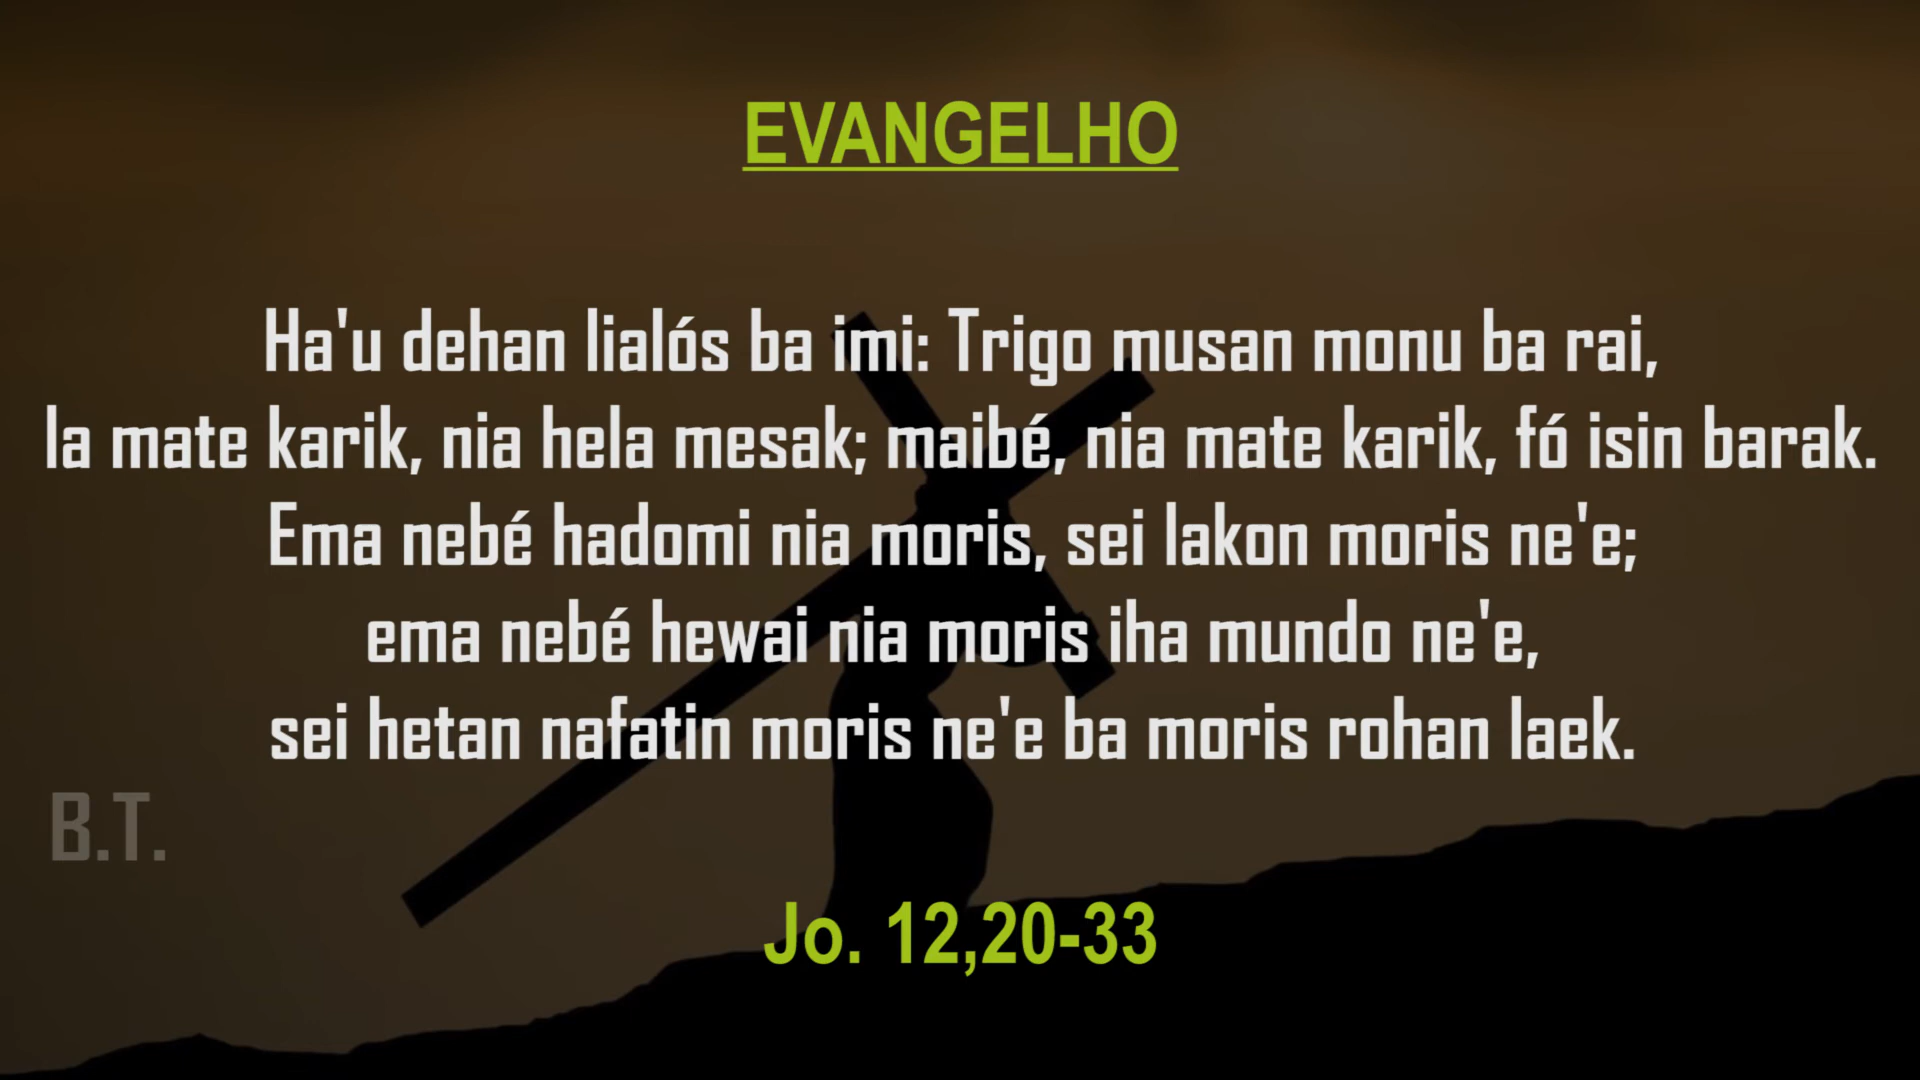 EVANGELHO
Ha'u dehan lialós ba imi: Trigo musan monu ba rai,
la mate karik, nia hela mesak; maibé, nia mate karik, fó isin barak.
Ema nebé hadomi nia moris, sei lakon moris ne'e;
ema nebé hewai nia moris iha mundo ne'e,
sei hetan nafatin moris ne'e ba moris rohan laek.
B.T.
Jo. 12,20-33